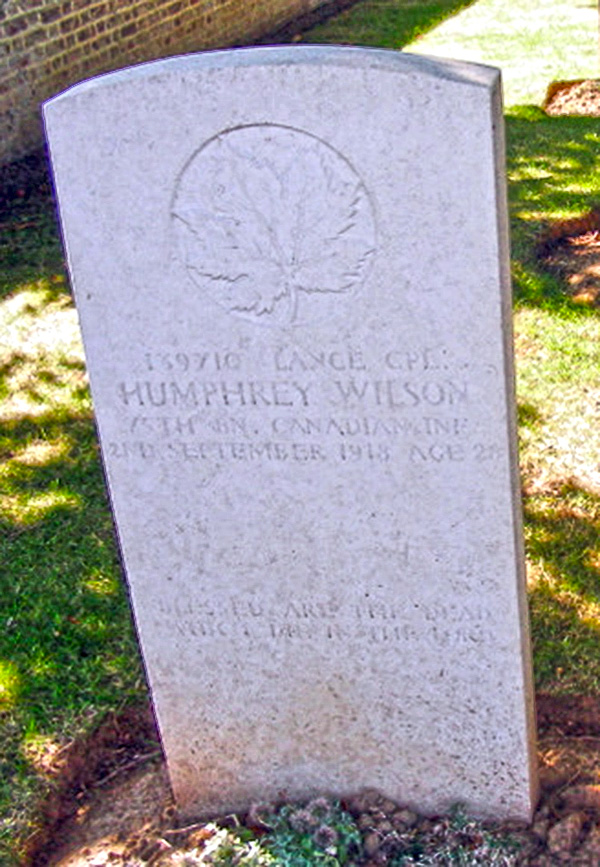 139710 LANCE CPL.
HUMPHREY WILSON
75TH BN. CANADIAN INF.
2ND SEPTEMBER 1918 AGE 28
BLESSED ARE THE DEAD
WHICH DIE IN THE LORD